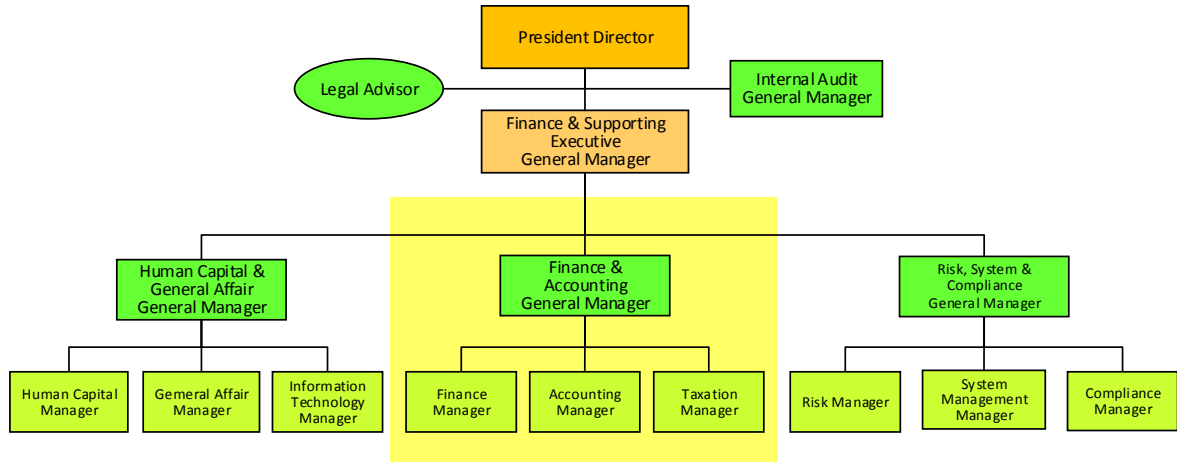 President Director
Legal Advisor
Internal Audit
General Manager
Finance & Supporting
Executive
General Manager
Human Capital &
General Affair
General Manager
Finance &
Accounting
General Manager
Risk, System &
Compliance
General Manager
Human Capital
Manager
Gemeral Affair
Manager
Information
Technology
Manager
Finance
Manager
Accounting
Manager
Taxation
Manager
Risk Manager
System
Management
Manager
Compliance
Manager